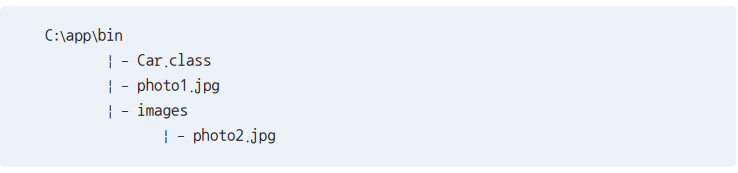 C:\app\bin
¦ - Car.class
¦ - photo1.jpg
¦ - images
¦ - photo2.jpg